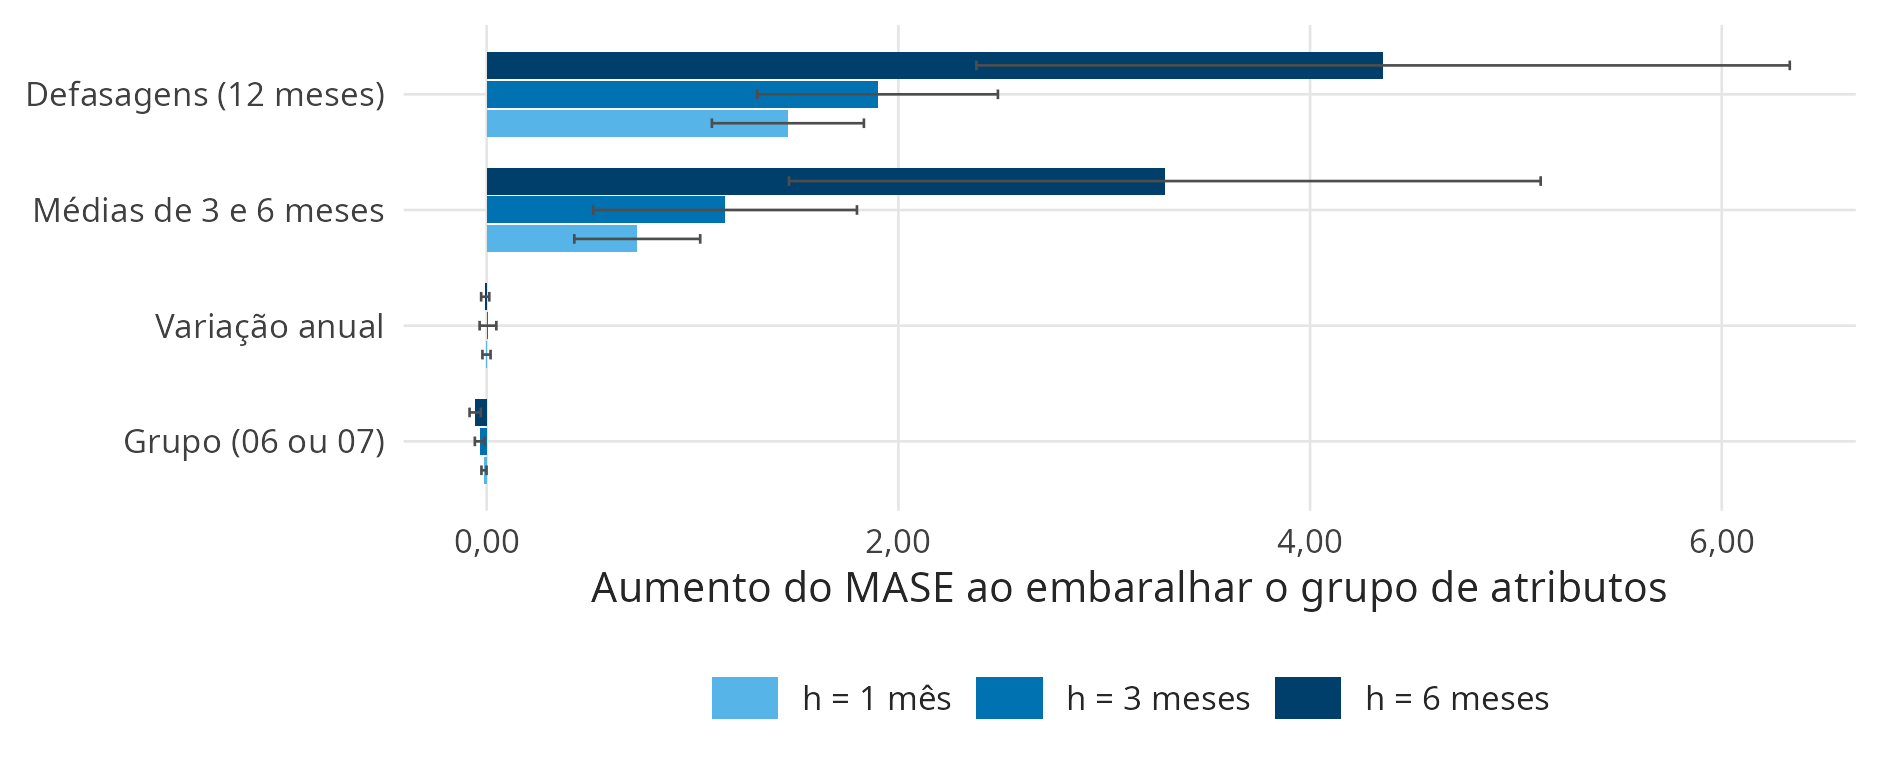 Defasagens (12 meses)
Médias de 3 e 6 meses
Variação anual
Grupo (06 ou 07)
0,00 2,00 4,00 6,00
Aumento do MASE ao embaralhar o grupo de atributos
h = 1 mês h = 3 meses h = 6 meses